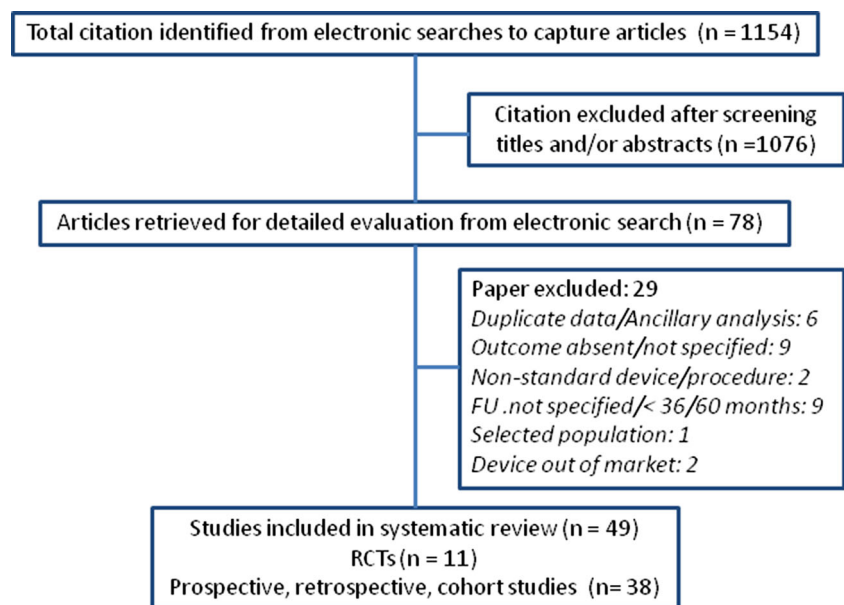 Total citation identified from electronic searches to capture articles (n = 1154)
Citation excluded after screening
titles and/or abstracts (n =1076)
Articles retrieved for detailed evaluation from electronic search (n = 78)
Paper excluded: 29
Duplicate data/Ancillary analysis: 6
Outcome absent/not specified: 9
Non-standard device/procedure: 2
FU .not specified/< 36/60 months: 9
Selected population: 1
Device out of market: 2
Studies included in systematic review (n = 49)
RCTs (n = 11)
Prospective, retrospective, cohort studies (n= 38)